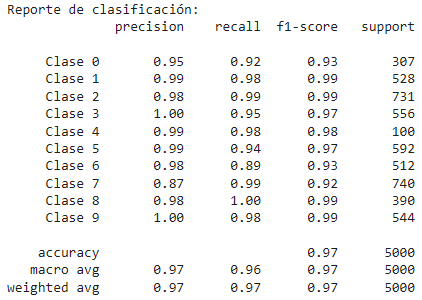 Reporte de clasificación:
precision recall f1-score support
Clase 0 0.95 0.92 0.93 307
Clase 1 0.99 0.98 0.99 528
Clase 2 0.98 0.99 0.99 731
Clase 3 1.00 0.95 0.97 556
Clase 4 0.99 0.98 0.98 100
Clase 5 0.99 0.94 0.97 592
Clase 6 0.98 0.89 0.93 512
Clase 7 0.87 0.99 0.92 740
Clase 8 0.98 1.00 0.99 390
Clase 9 1.00 0.98 0.99 544
accuracy 0.97 5000
macro avg 0.97 0.96 0.97 5000
weighted avg 0.97 0.97 0.97 5000